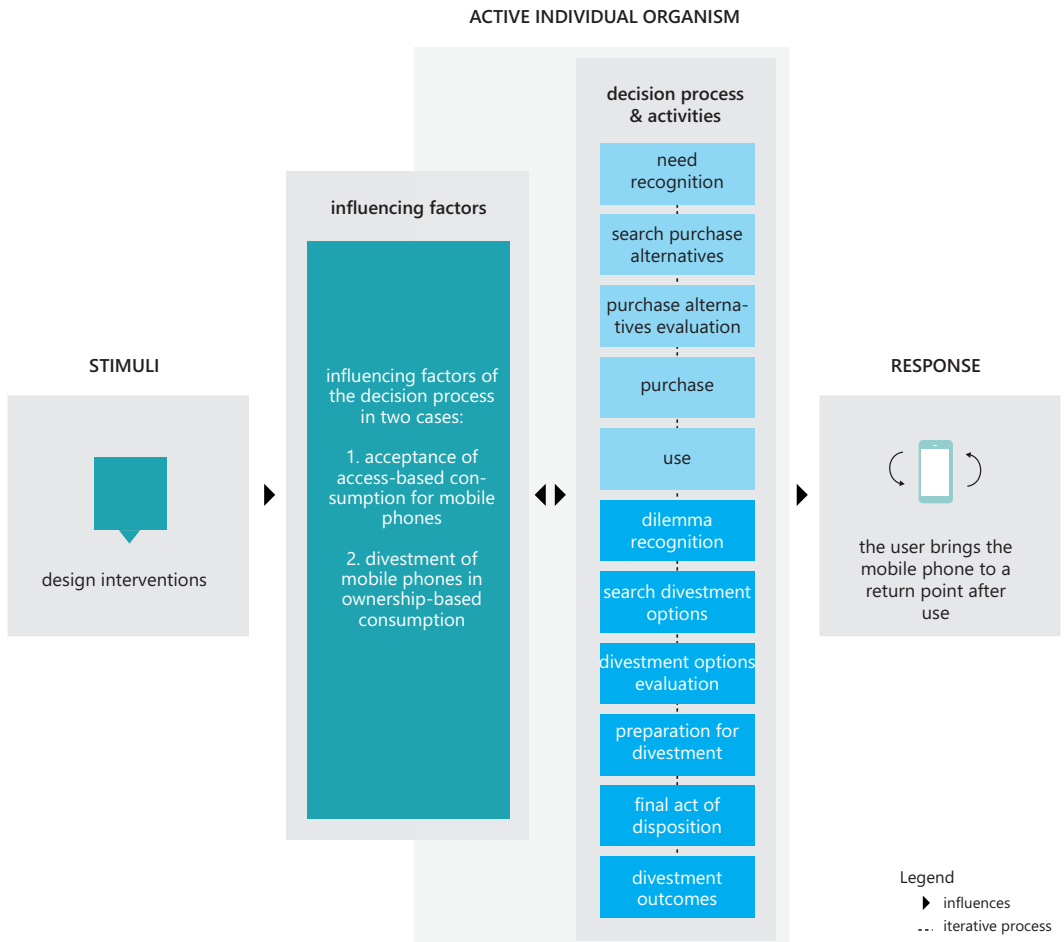 ACTIVE INDIVIDUAL ORGANISM
STIMULI
design interventions
influencing factors
influencing factors of
the decision process
in two cases:
1. acceptance of
access-based con-
sumption for mobile
phones
2. divestment of
mobile phones in
ownership-based
consumption
decision process
& activities
need
recognition
search purchase
alternatives
purchase alterna-
tives evaluation
purchase
use
dilemma
recognition
search divestment
options
divestment options
evaluation
preparation for
divestment
final act of
disposition
divestment
outcomes
RESPONSE
the user brings the
mobile phone to a
return point after
use
Legend
influences
iterative process